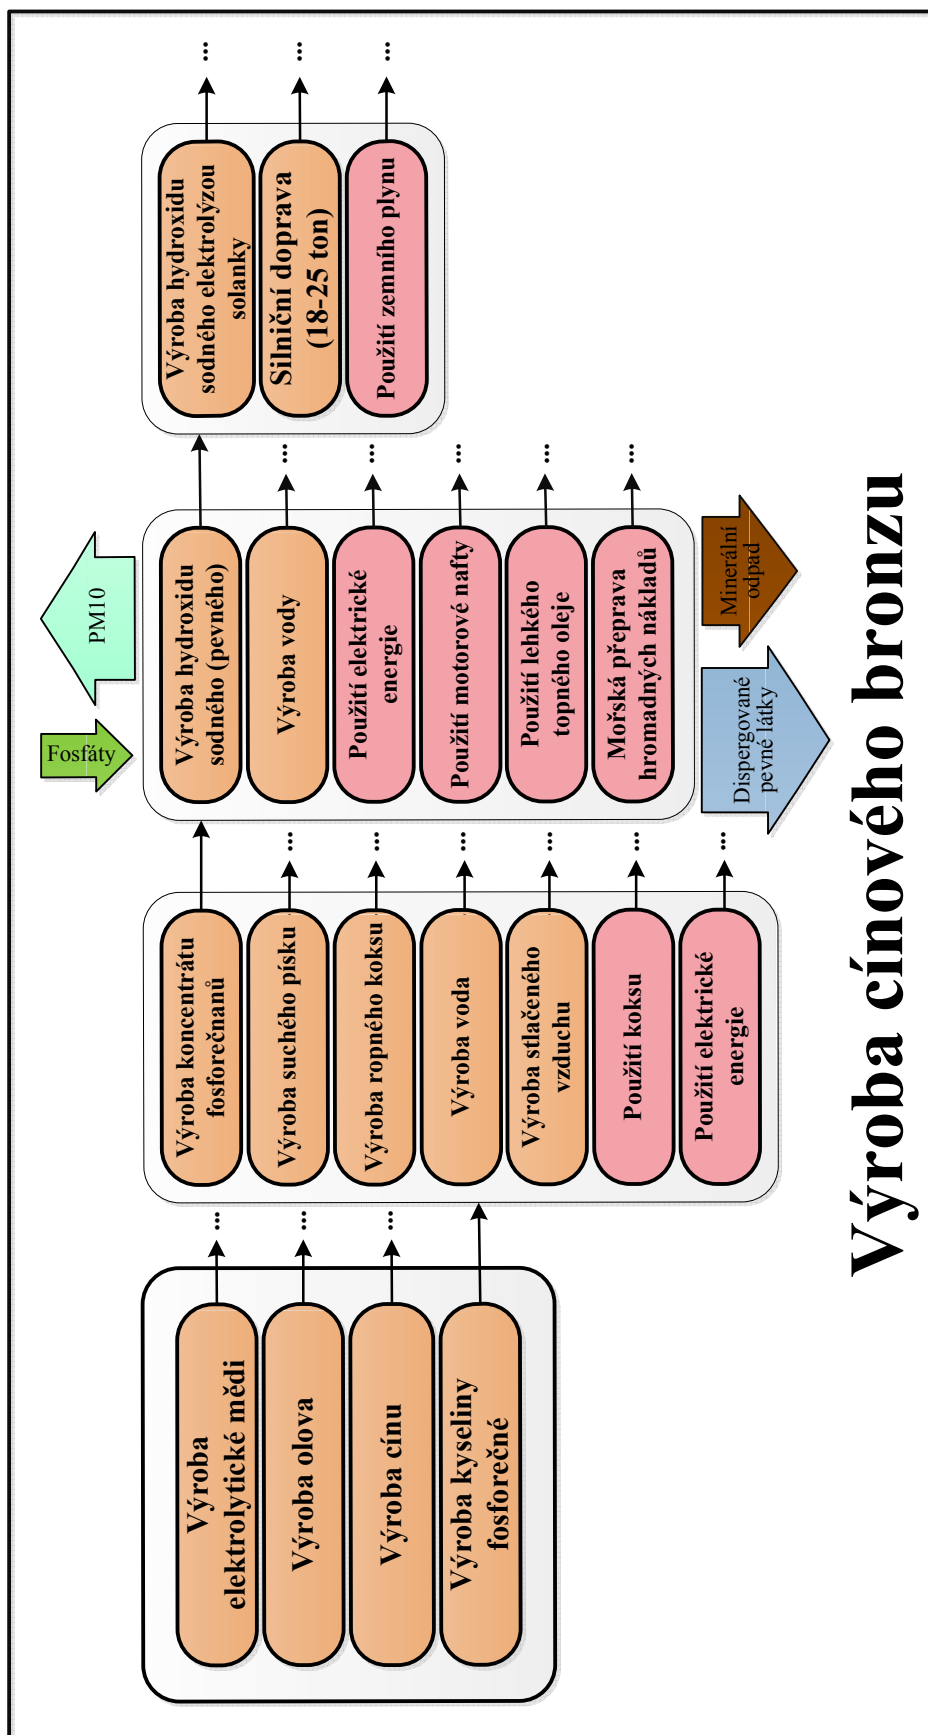 Výroba
elektrolytické mědi
Výroba olova
Výroba cínu
Výroba kyseliny
fosforečné
...
...
...
Výroba koncentrátu
fosforečnanů
Výroba suchého písku
Výroba ropného koksu
Výroba voda
Výroba stlačeného
vzduchu
Použití koksu
Použití elektrické
energie
...
...
...
...
...
...
Fosfáty
PM10
Výroba hydroxidu
sodného (pevného)
Výroba vody
Použití elektrické
energie
Použití motorové nafty
Použití lehkého
topného oleje
Mořská přeprava
hromadných nákladů
Dispergované
pevné látky
Minerální
odpad
...
...
...
...
...
Výroba hydroxidu
sodného elektrolýzou
solanky
Silniční doprava
(18-25 ton)
Použití zemního plynu
...
...
...
Výroba cínového bronzu